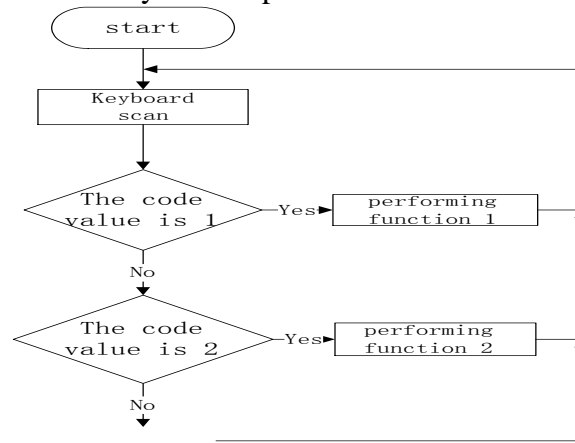 start
Keyboard
scan
The code
value is 1
Yes
performing
function 1
No
The code
value is 2
Yes
performing
function 2
No